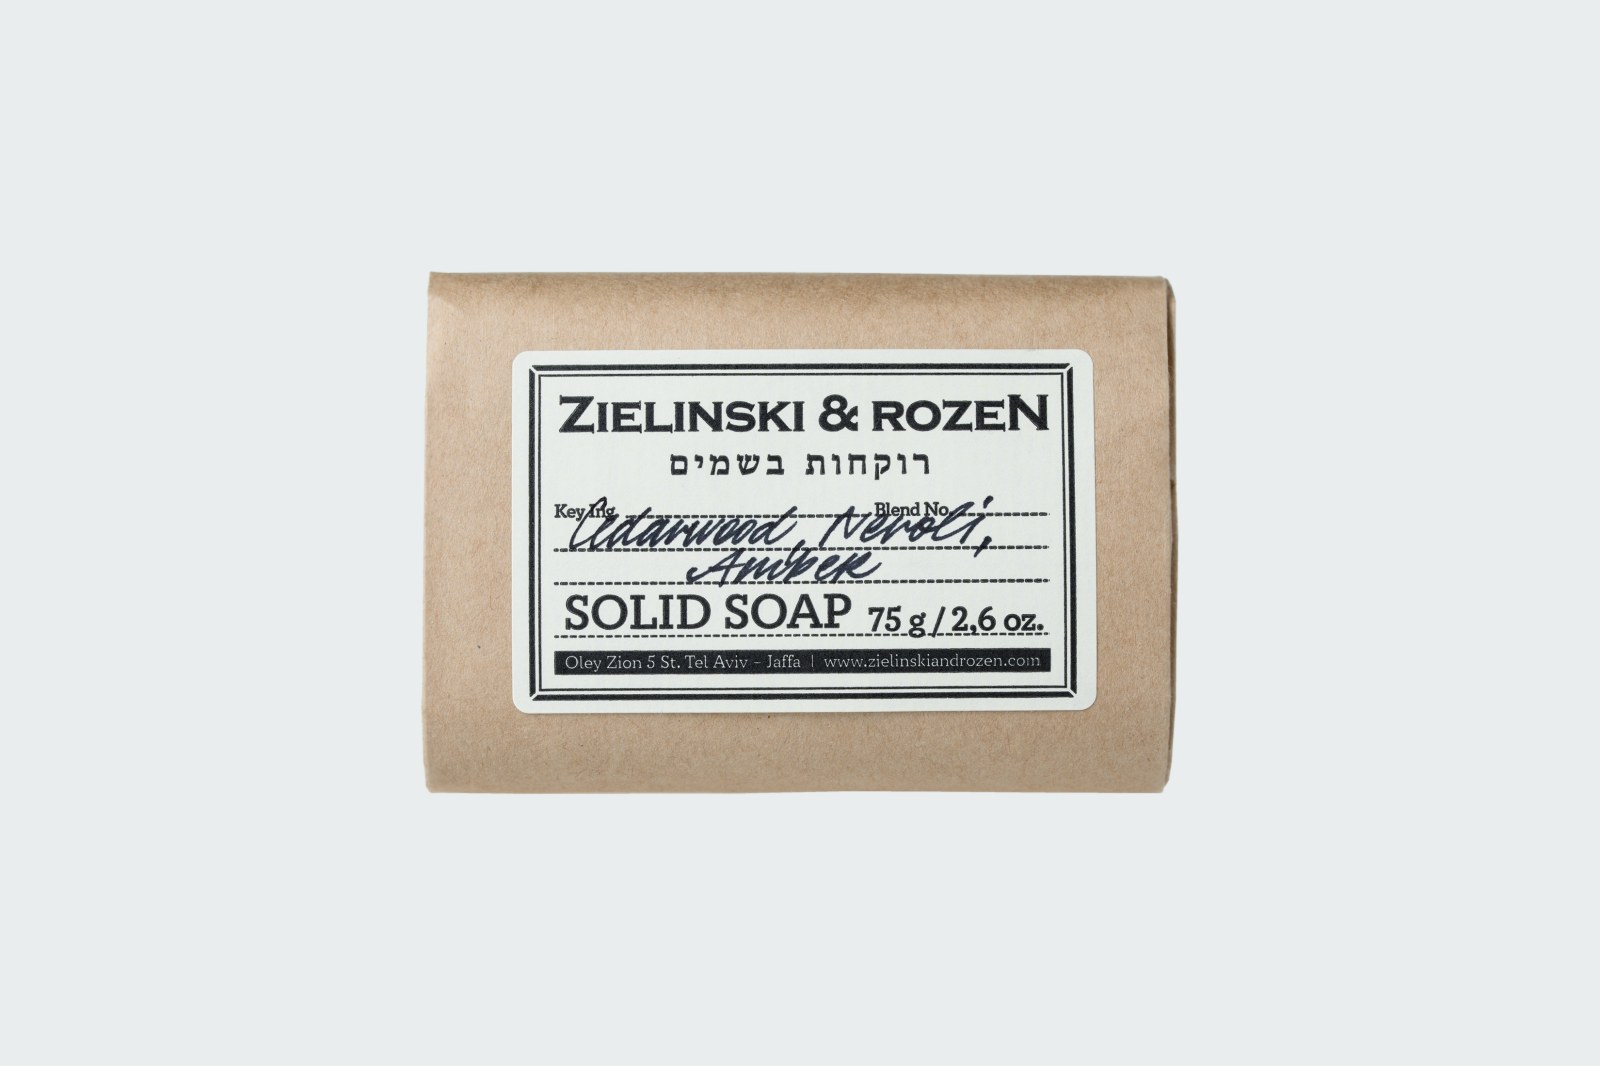 ZIELINSKI & ROZEN
רוקחות בשמים
Key Ing. Blend No.
Cedarwood, Neroli,
Amber
SOLID SOAP 75 g / 2,6 oz.
Oley Zion 5 St. Tel Aviv - Jaffa | www.zielinskiandrozen.com